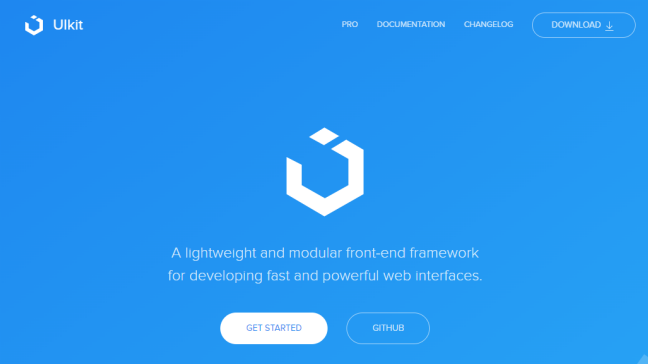 UIkit
PRO
DOCUMENTATION
CHANGELOG
DOWNLOAD
A lightweight and modular front-end framework
for developing fast and powerful web interfaces.
GET STARTED
GITHUB